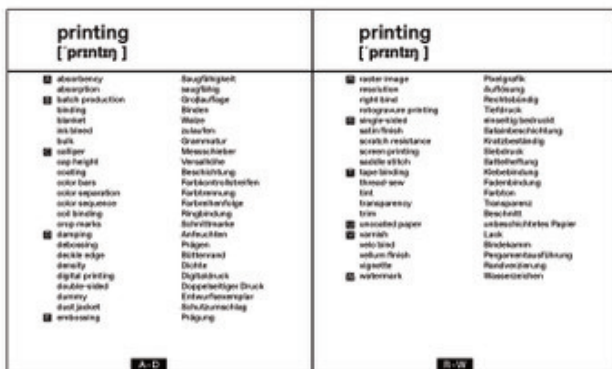 printing
[ˈprɪntɪŋ ]
A absorbency Saugfähigkeit
absorption saugfähig
B batch production Großauflage
binding Binden
blanket Walze
ink bleed zulaufen
bulk Grammatur
C calliper Messschieber
cap height Versalhöhe
coating Beschichtung
color bars Farbkontrollstreifen
color separation Farbtrennung
color sequence Farbreihenfolge
coil binding Ringbindung
crop marks Schnittmarke
D damping Anfeuchten
debossing Prägen
deckle edge Büttenrand
density Dichte
digital printing Digitaldruck
double-sided Doppelseitiger Druck
dummy Entwurfsexemplar
dust jacket Schutzumschlag
E embossing Prägung
A-D
printing
[ˈprɪntɪŋ ]
R raster image Pixelgrafik
resolution Auflösung
right bind Rechtsbündig
rotogravure printing Tiefdruck
S single-sided einseitig bedruckt
satin finish Satainbeschichtung
scratch resistance Kratzbeständig
screen printing Siebdruck
saddle stitch Sattelheftung
T tape binding Klebebindung
thread-sew Fadenbindung
tint Farbton
transparency Transparenz
trim Beschnitt
U uncoated paper unbeschichtetes Papier
V varnish Lack
velo bind Bindekamm
vellum finish Pergamentausführung
vignette Randverzierung
W watermark Wasserzeichen
R-W